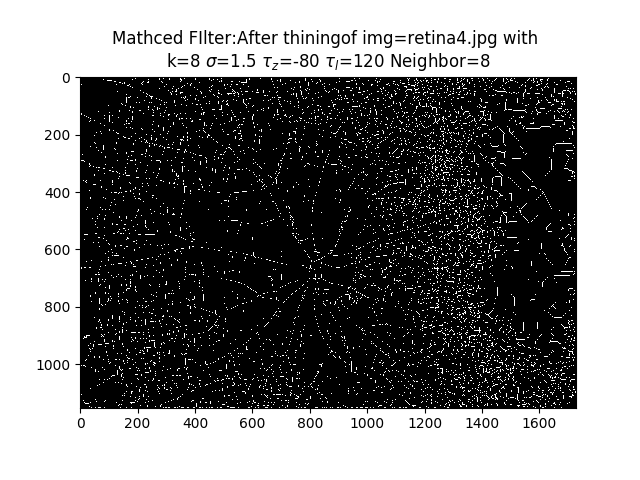 Mathced FIlter:After thiningof img=retina4.jpg with
k=8 σ=1.5 τ_z=-80 τ_l=120 Neighbor=8
0
200
400
600
800
1000
0 200 400 600 800 1000 1200 1400 1600